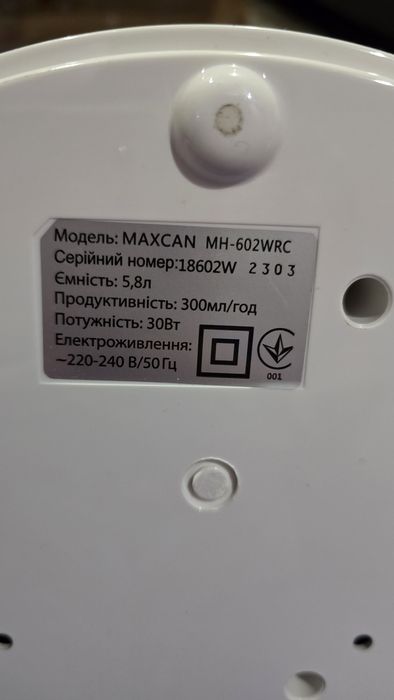 Модель: MAXCAN MH-602WRC
Серійний номер:18602W 2303
Ємність: 5,8л
Продуктивність: 300мл/год
Потужність: 30Вт
Електроживлення:
~220-240 В/50 Гц
001